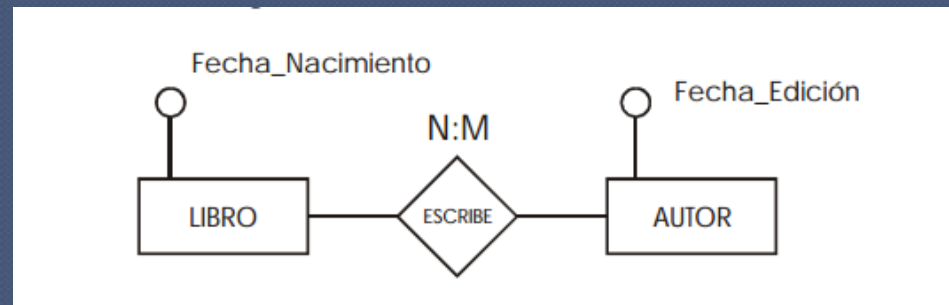 Fecha_Nacimiento
Fecha_Edición
N:M
LIBRO
ESCRIBE
AUTOR